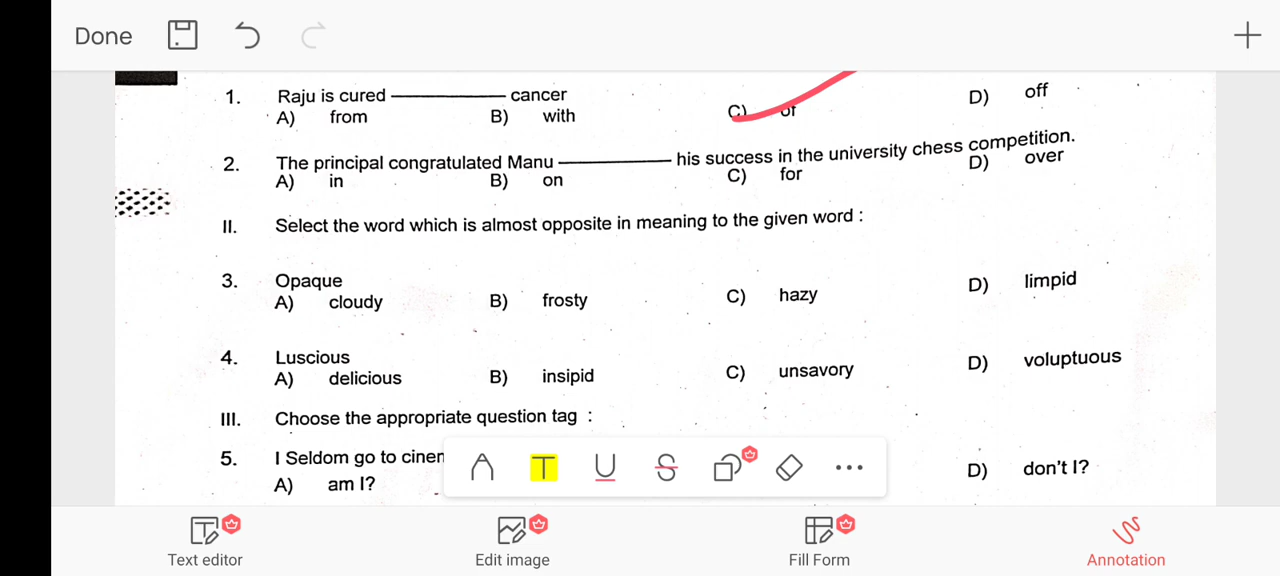 Done
1. Raju is cured ________ cancer
A) from B) with C) of D) off
2. The principal congratulated Manu ________ his success in the university chess competition.
A) in B) on C) for D) over
II. Select the word which is almost opposite in meaning to the given word :
3. Opaque
A) cloudy B) frosty C) hazy D) limpid
4. Luscious
A) delicious B) insipid C) unsavory D) voluptuous
III. Choose the appropriate question tag :
5. I Seldom go to
A) am I? D) don't I?
T U S
Text editor Edit image Fill Form Annotation